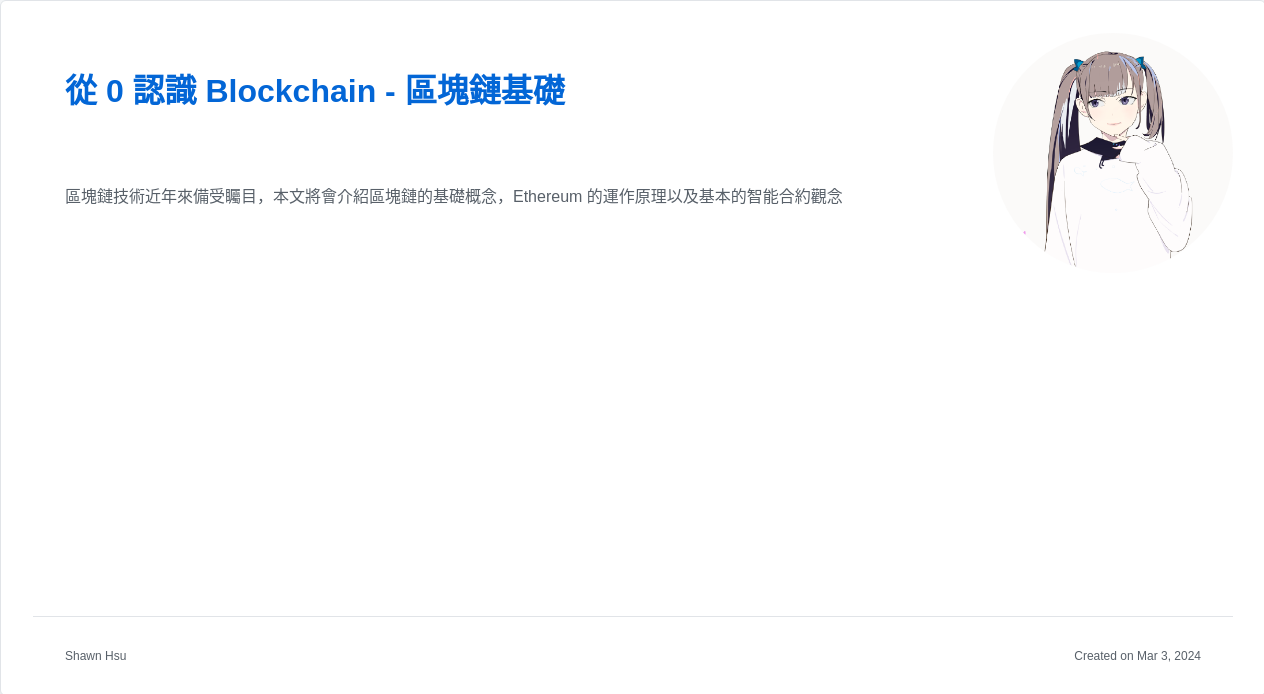 從 0 認識 Blockchain - 區塊鏈基礎
區塊鏈技術近年來備受矚目，本文將會介紹區塊鏈的基礎概念，Ethereum 的運作原理以及基本的智能合約觀念
Shawn Hsu
Created on Mar 3, 2024